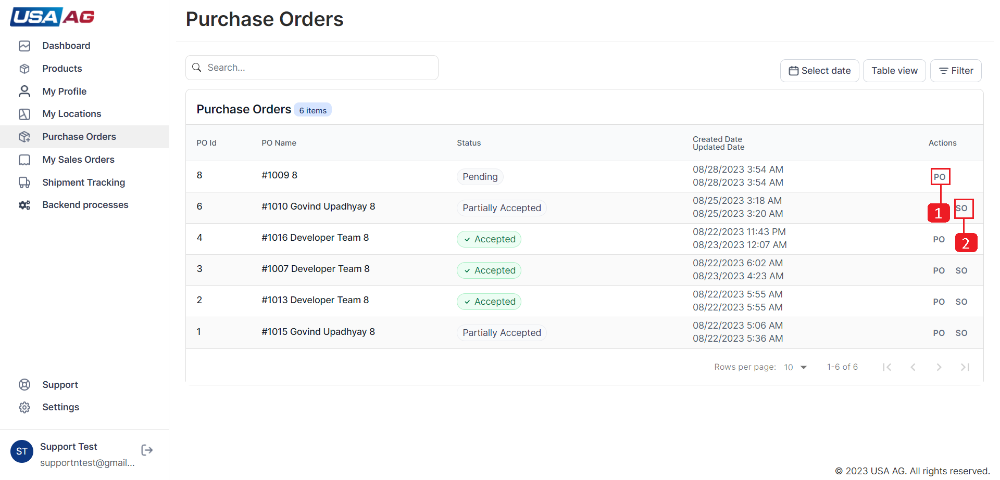 USA AG
Dashboard
Products
My Profile
My Locations
Purchase Orders
My Sales Orders
Shipment Tracking
Backend processes
Support
Settings
ST
Support Test
supportntest@gmail...
Purchase Orders
Search...
Select date
Table view
Filter
Purchase Orders 6 items
PO Id PO Name Status Created Date Actions
Updated Date
8 #1009 8 Pending 08/28/2023 3:54 AM PO
08/28/2023 3:54 AM
6 #1010 Govind Upadhyay 8 Partially Accepted 08/25/2023 3:18 AM 1 SO
08/25/2023 3:20 AM
4 #1016 Developer Team 8 Accepted 08/22/2023 11:43 PM PO 2
08/23/2023 12:07 AM
3 #1007 Developer Team 8 Accepted 08/22/2023 6:02 AM PO SO
08/23/2023 4:23 AM
2 #1013 Developer Team 8 Accepted 08/22/2023 5:55 AM PO SO
08/22/2023 5:55 AM
1 #1015 Govind Upadhyay 8 Partially Accepted 08/22/2023 5:06 AM PO SO
08/22/2023 5:36 AM
Rows per page: 10 1-6 of 6
© 2023 USA AG. All rights reserved.